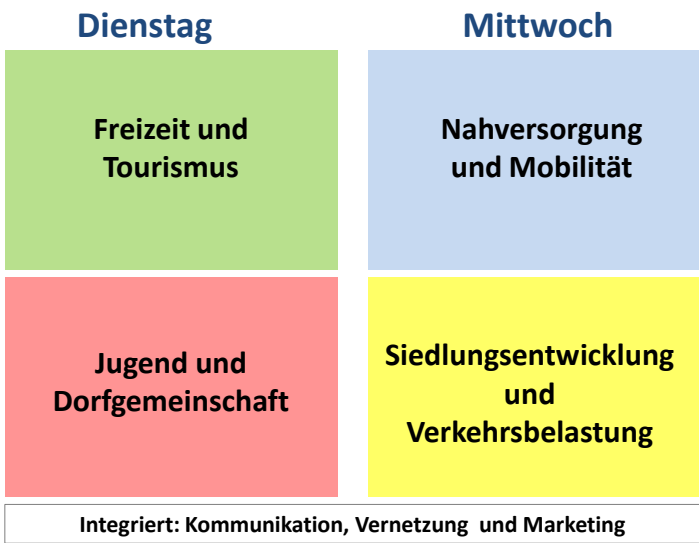 Dienstag
Mittwoch
Freizeit und
Tourismus
Nahversorgung
und Mobilität
Jugend und
Dorfgemeinschaft
Siedlungsentwicklung
und
Verkehrsbelastung
Integriert: Kommunikation, Vernetzung und Marketing